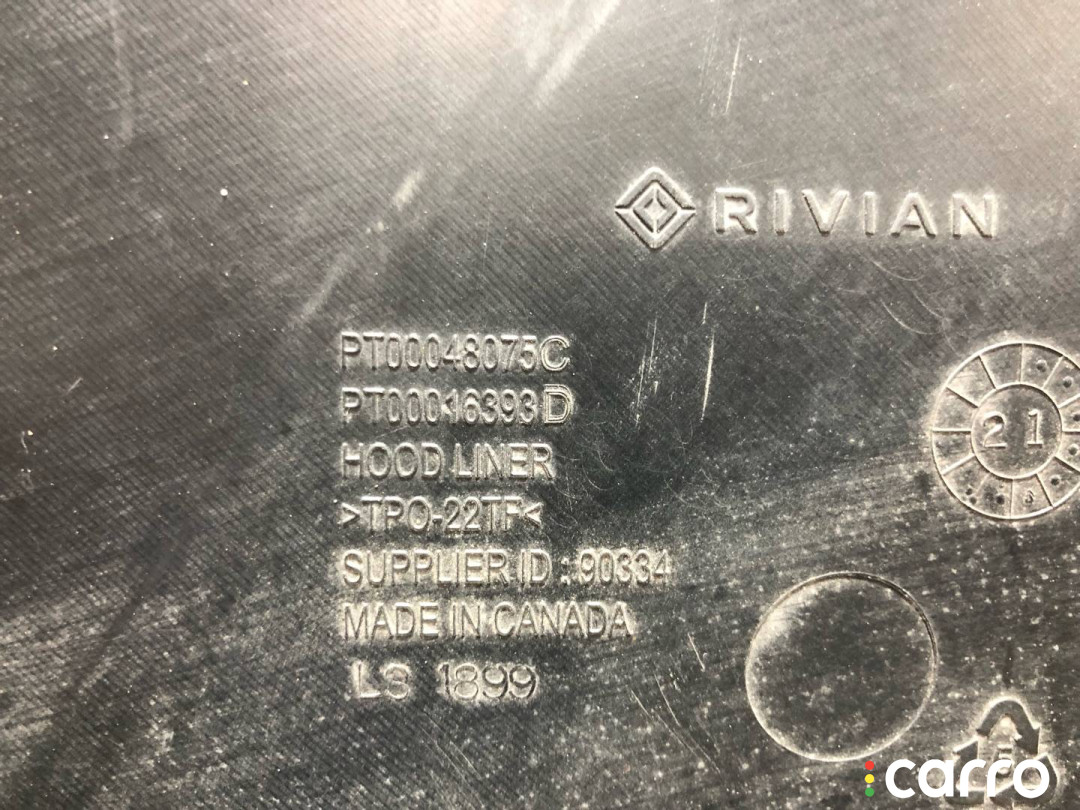 RIVIAN
PT00048075C
PT00016393D
HOOD LINER
>TPO-22TF<
SUPPLIER ID : 90334
MADE IN CANADA
LS 1899
21
carro